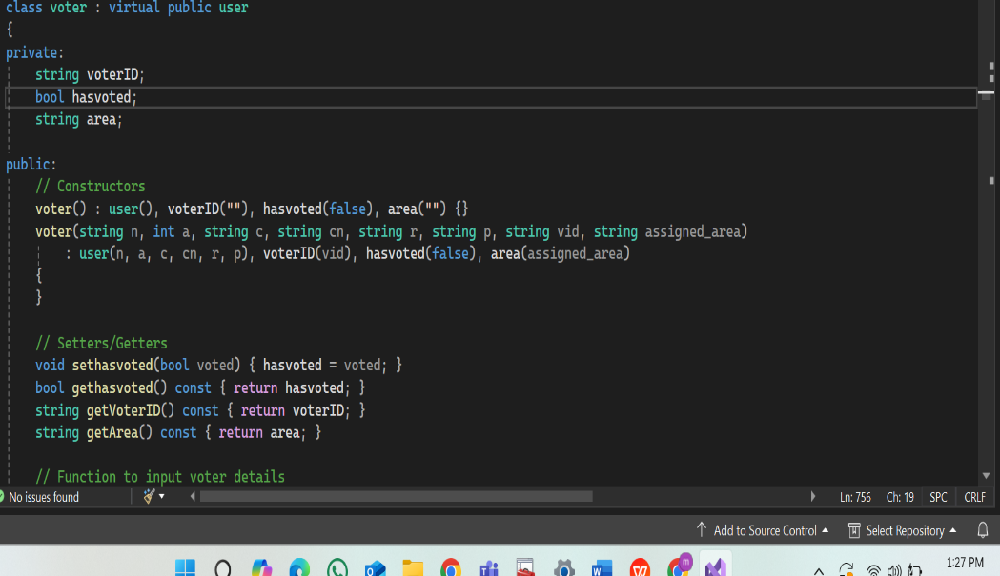 class voter : virtual public user
{
private:
    string voterID;
    bool hasvoted;
    string area;

public:
    // Constructors
    voter() : user(), voterID(""), hasvoted(false), area("") {}
    voter(string n, int a, string c, string cn, string r, string p, string vid, string assigned_area)
        : user(n, a, c, cn, r, p), voterID(vid), hasvoted(false), area(assigned_area)
    {
    }

    // Setters/Getters
    void sethasvoted(bool voted) { hasvoted = voted; }
    bool gethasvoted() const { return hasvoted; }
    string getVoterID() const { return voterID; }
    string getArea() const { return area; }

    // Function to input voter details
No issues found Ln: 756 Ch: 19 SPC CRLF
Add to Source Control Select Repository
1:27 PM